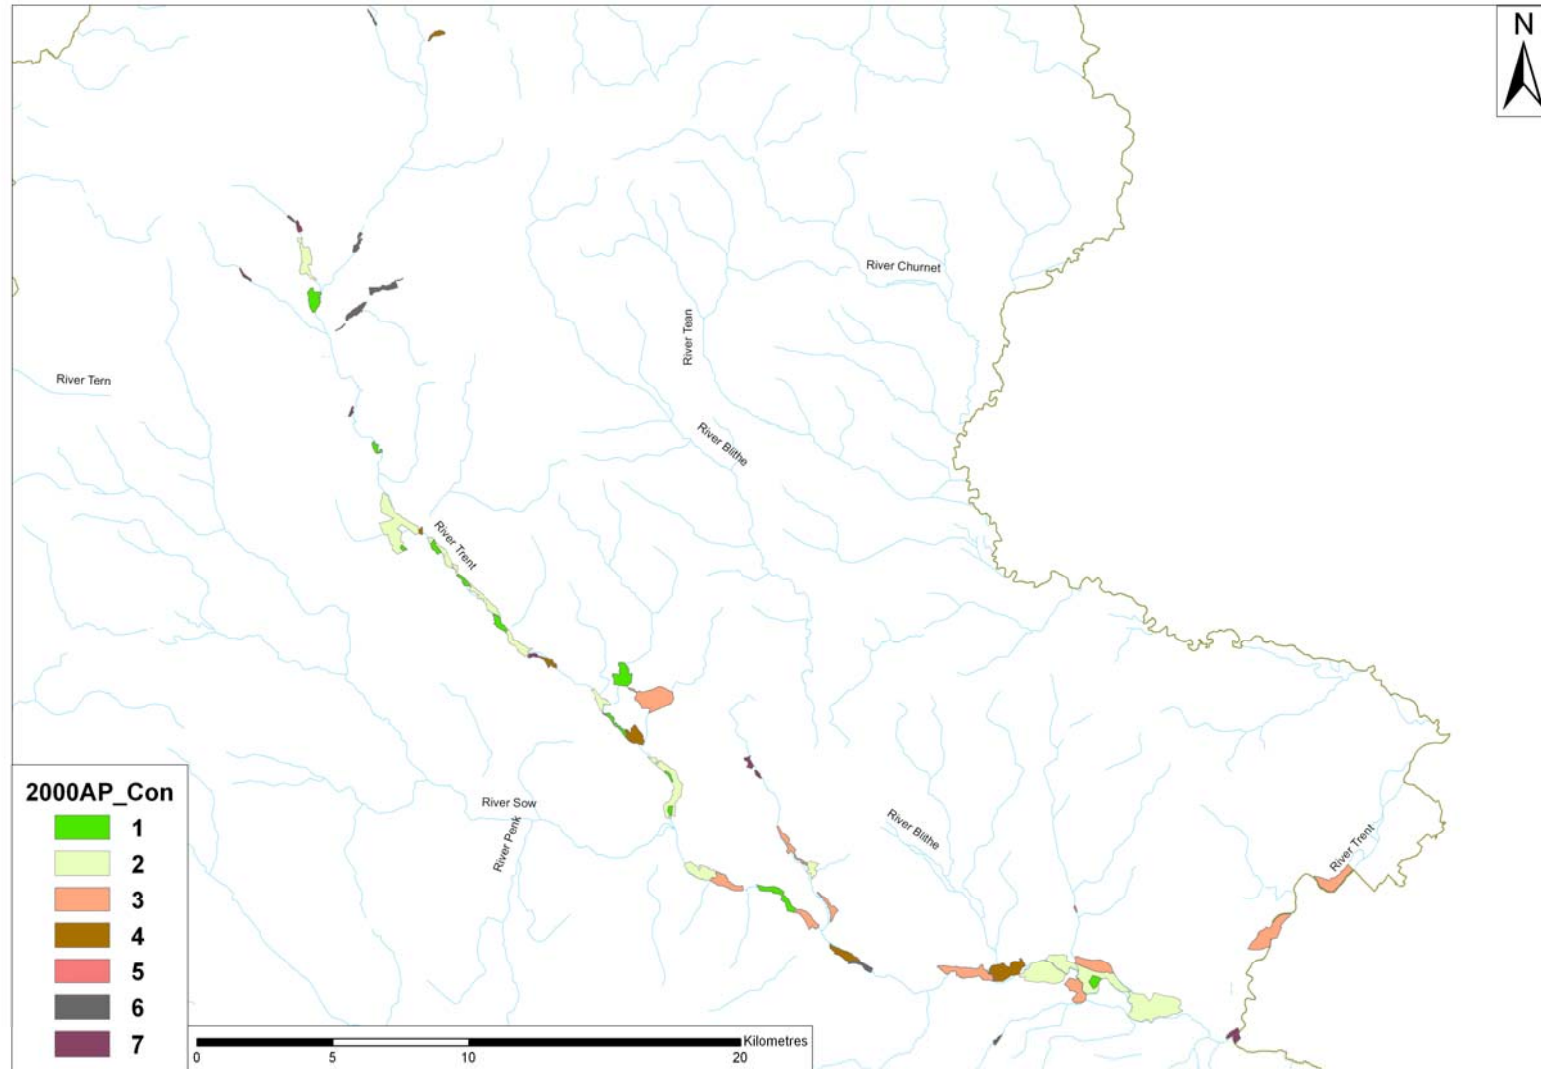 N
River Churnet
River Tean
River Tern
River Blithe
River Trent
River Sow
River Penk
River Blithe
River Trent
2000AP_Con
1
2
3
4
5
6
7
0 5 10 20 Kilometres